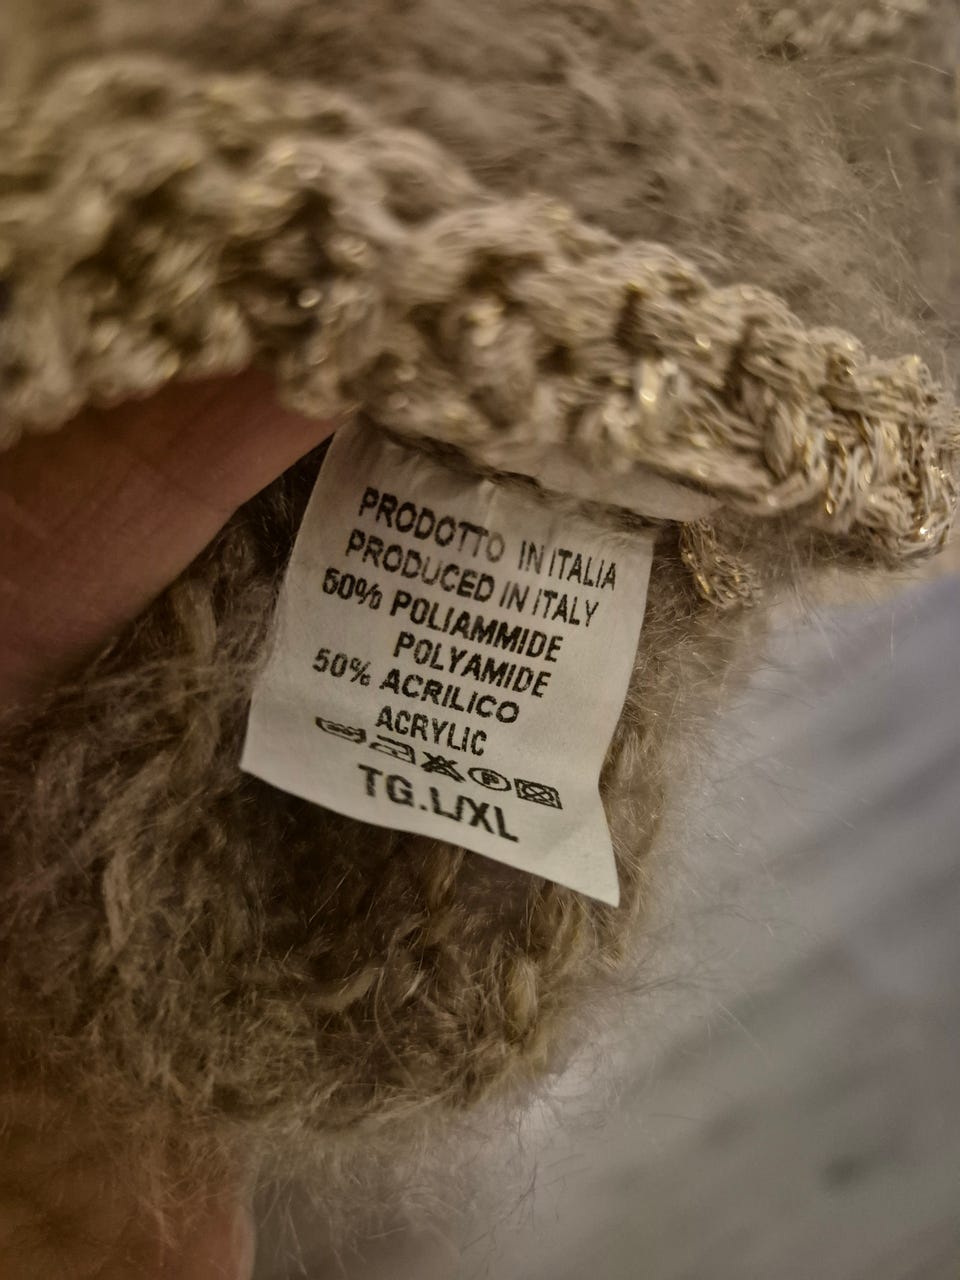 PRODOTTO IN ITALIA
PRODUCED IN ITALY
50% POLIAMMIDE
POLYAMIDE
50% ACRILICO
ACRYLIC
P
TG.L/XL